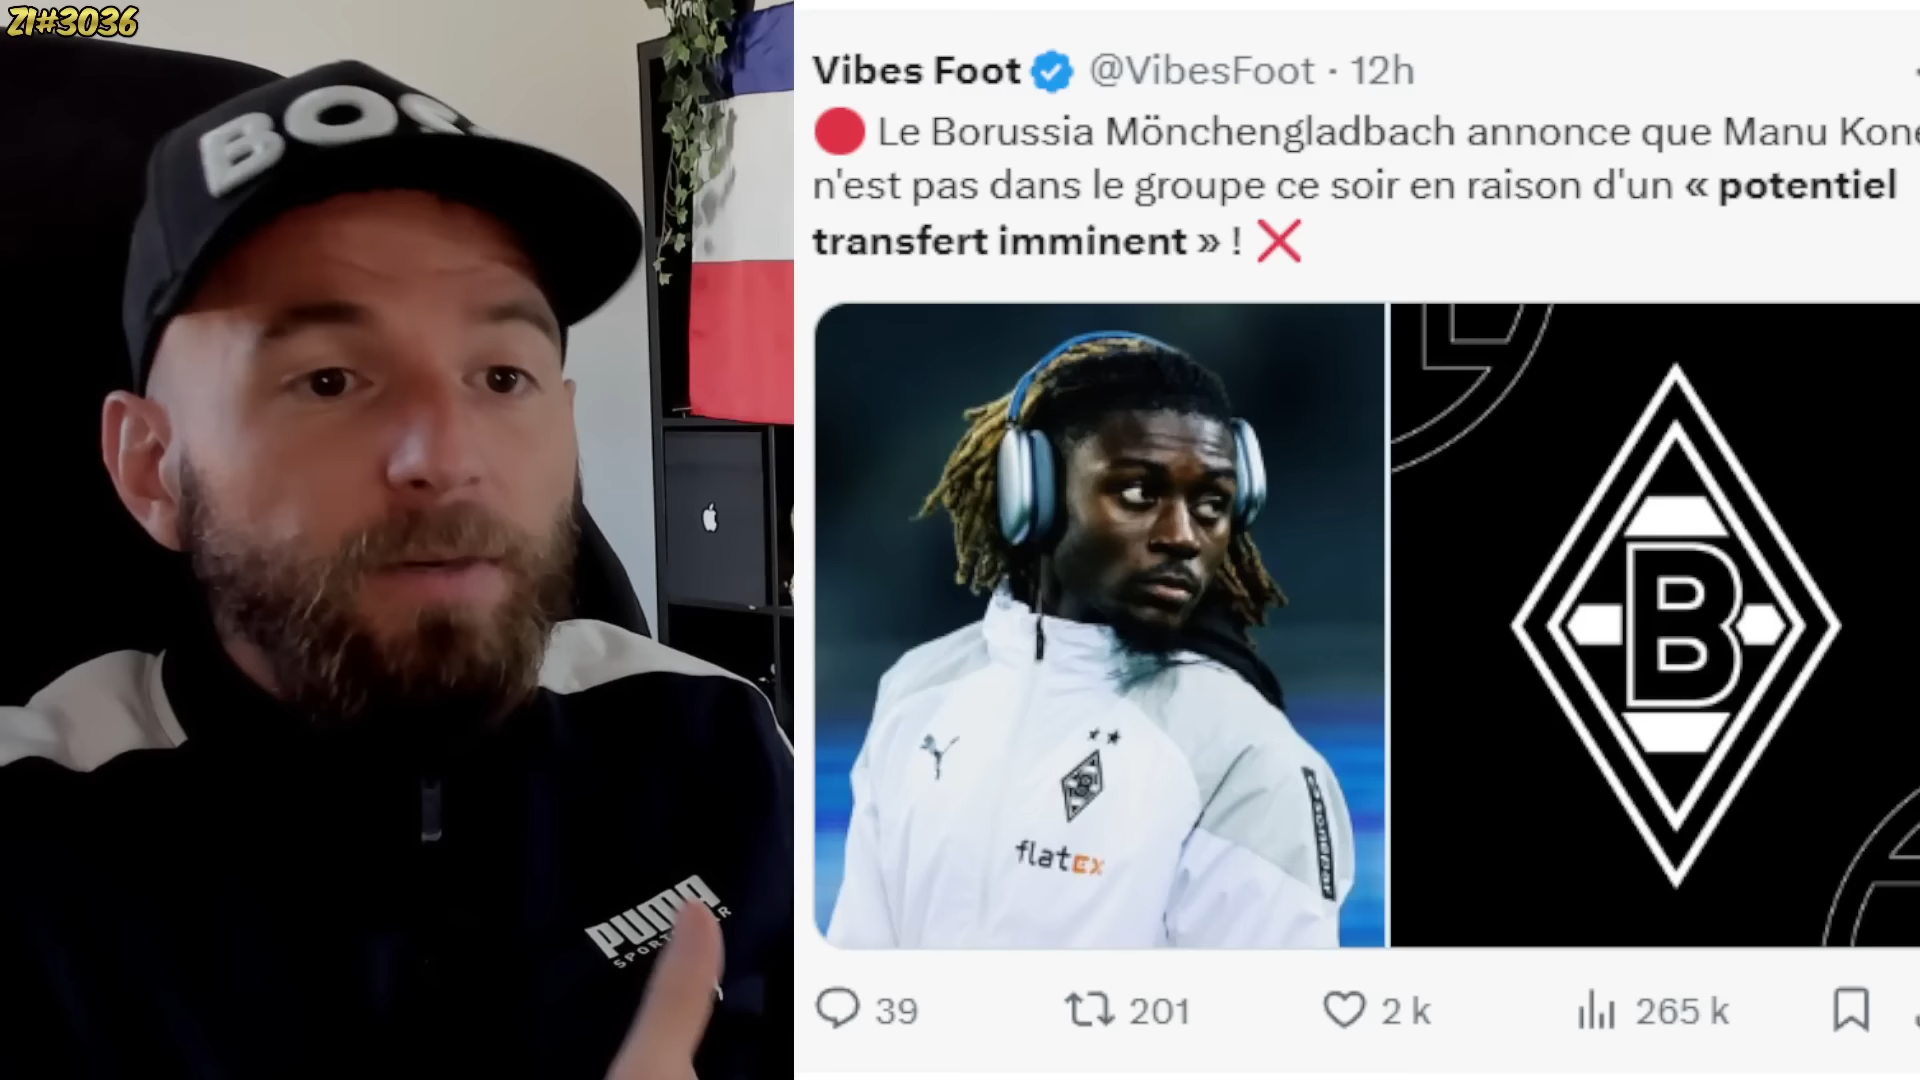 ZI#3036
BOSS
PUMA
Vibes Foot @VibesFoot · 12h
Le Borussia Mönchengladbach annonce que Manu Kone
n'est pas dans le groupe ce soir en raison d'un « potentiel
transfert imminent » !
flatex
B
39 201 2 k 265 k